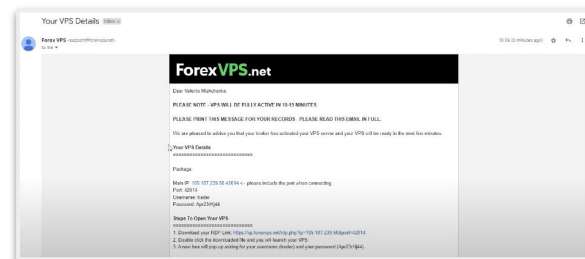 Your VPS Details Inbox x
Forex VPS <support@forexvps.net>
to me
10:04 (0 minutes ago)
ForexVPS.net
Dear Valeriia Mishchenko
PLEASE NOTE - VPS WILL BE FULLY ACTIVE IN 10-15 MINUTES
PLEASE PRINT THIS MESSAGE FOR YOUR RECORDS - PLEASE READ THIS EMAIL IN FULL.
We are pleased to advise you that your broker has activated your VPS server and your VPS will be ready in the next few minutes.
Your VPS Details
Package:
Main IP: <- please include the port when connecting
Port: 42014
Username: trader
Password:
Steps To Open Your VPS
1. Download your RDP Link:
2. Double click the downloaded file and you will launch your VPS
3. A new box will pop up asking for your username (trader) and your password